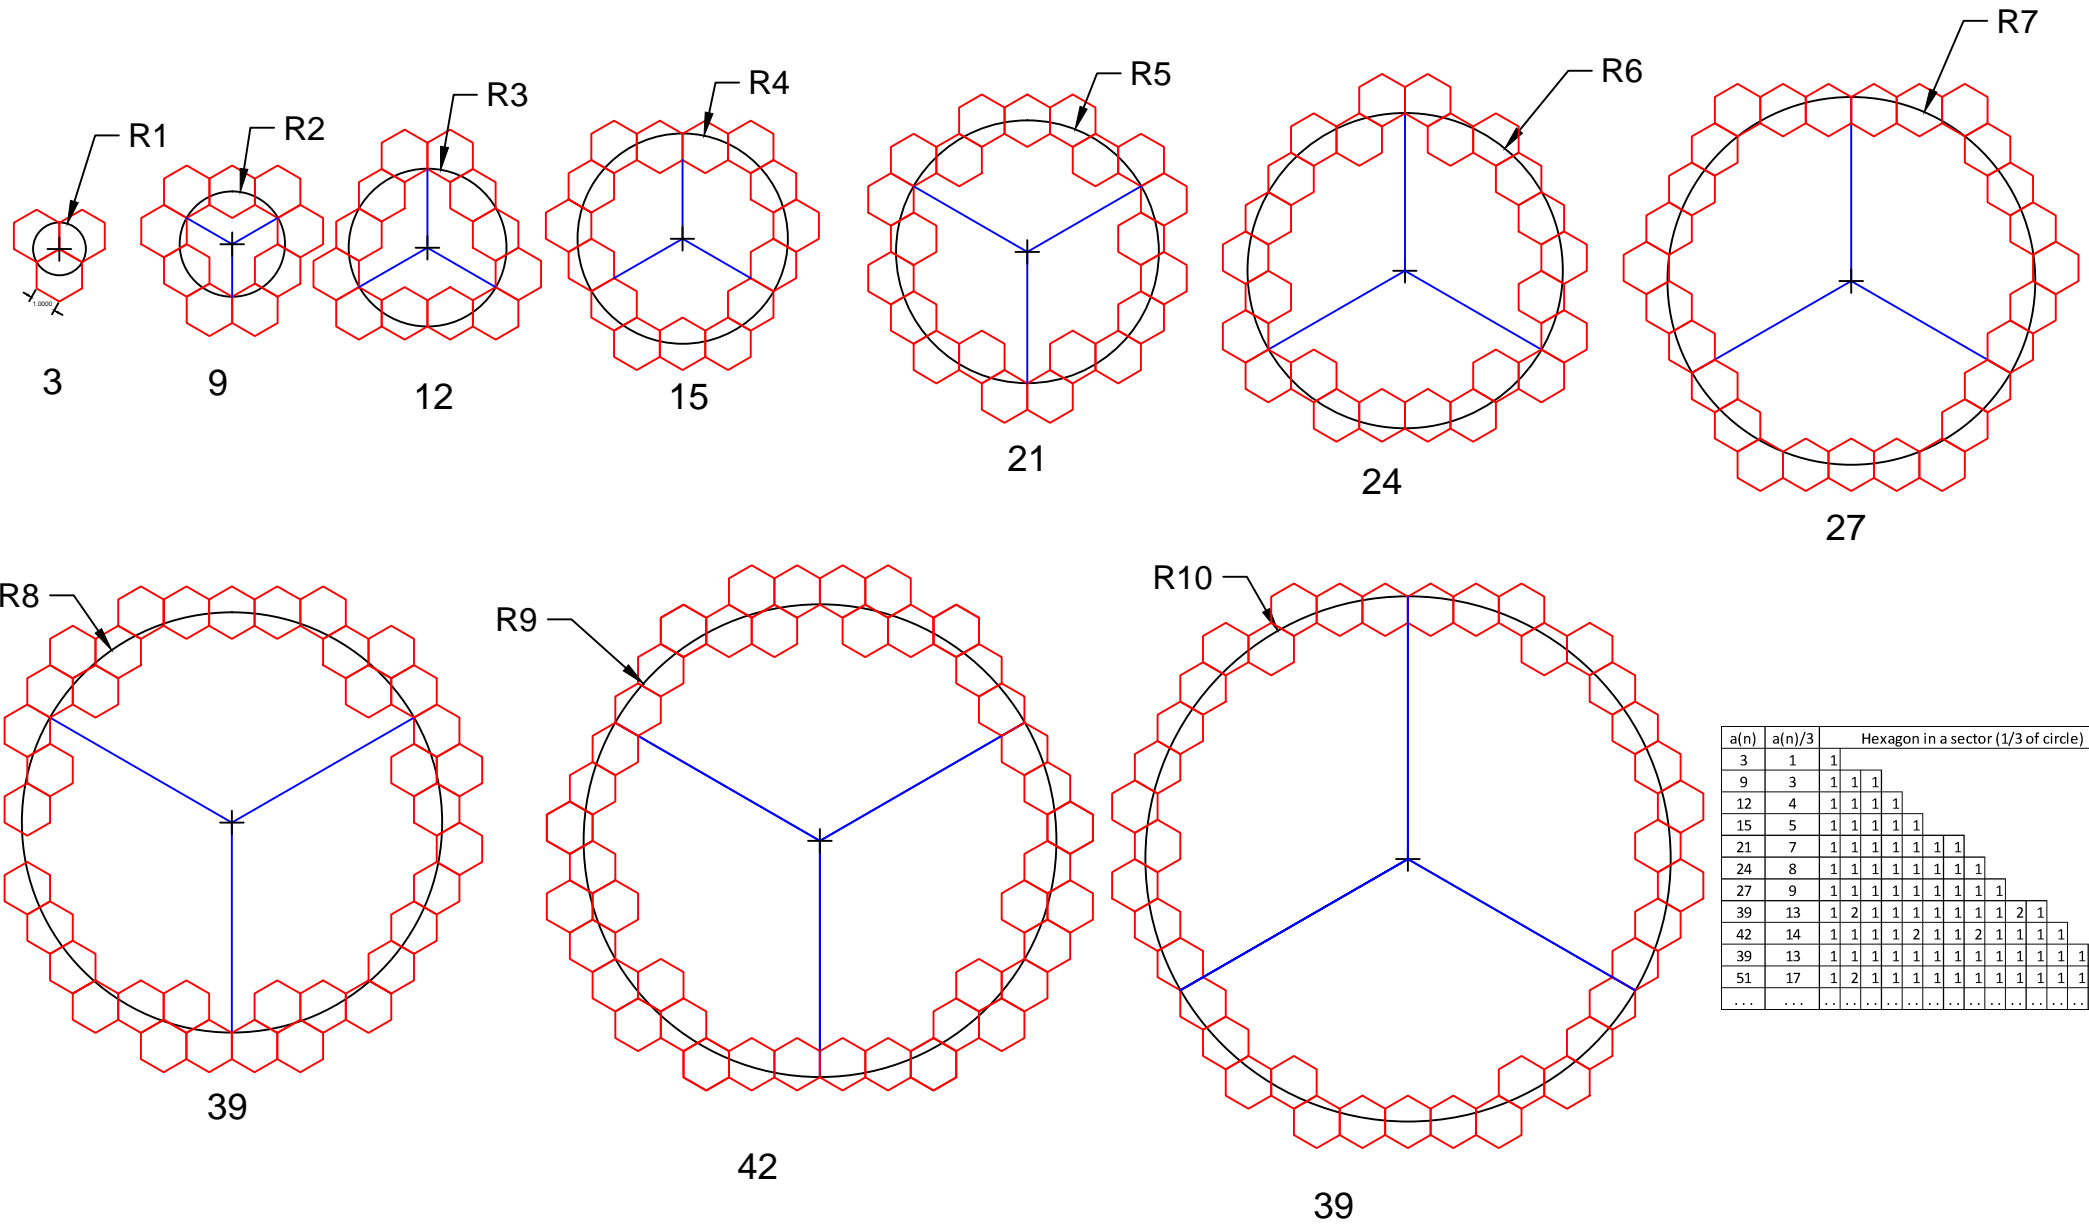 R1
R2
R3
R4
R5
R6
R7
1.0000
3
9
12
15
21
24
27
R8
R9
R10
39
42
39
a(n) a(n)/3 Hexagon in a sector (1/3 of circle)
3 1 1
9 3 1 1 1
12 4 1 1 1 1
15 5 1 1 1 1 1
21 7 1 1 1 1 1 1 1
24 8 1 1 1 1 1 1 1 1
27 9 1 1 1 1 1 1 1 1 1
39 13 1 2 1 1 1 1 1 1 1 2 1
42 14 1 1 1 1 2 1 1 2 1 1 1 1
39 13 1 1 1 1 1 1 1 1 1 1 1 1 1
51 17 1 2 1 1 1 1 1 1 1 1 1 1 1
... ... .. .. .. .. .. .. .. .. .. .. .. .. ..